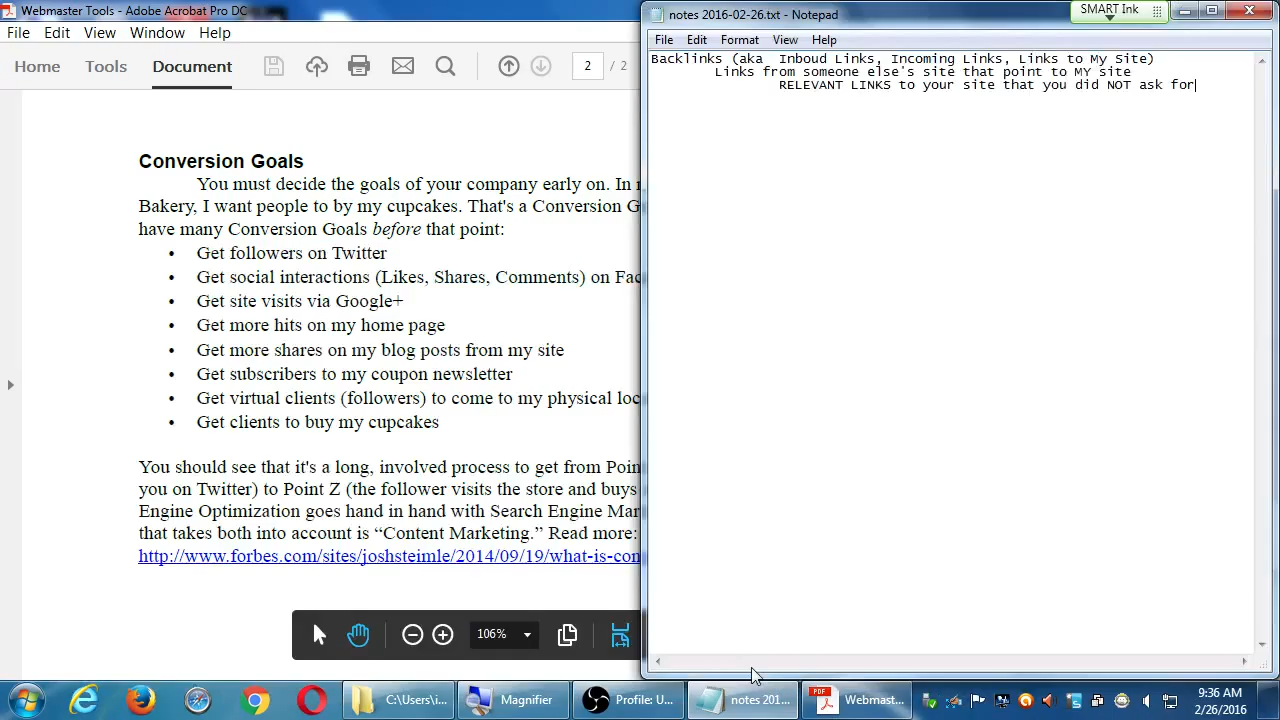 Webmaster Tools - Adobe Acrobat Pro DC
File Edit View Window Help
Home Tools Document
2 / 2
Conversion Goals
You must decide the goals of your company early on. In
Bakery, I want people to by my cupcakes. That's a Conversion
have many Conversion Goals before that point:
• Get followers on Twitter
• Get social interactions (Likes, Shares, Comments) on
• Get site visits via Google+
• Get more hits on my home page
• Get more shares on my blog posts from my site
• Get subscribers to my coupon newsletter
• Get virtual clients (followers) to come to my physical
• Get clients to buy my cupcakes
You should see that it's a long, involved process to get from
you on Twitter) to Point Z (the follower visits the store and buys
Engine Optimization goes hand in hand with Search Engine
that takes both into account is “Content Marketing.” Read more:
http://www.forbes.com/sites/joshsteimle/2014/09/19/what-is-con
106%
notes 2016-02-26.txt - Notepad
SMART Ink
File Edit Format View Help
Backlinks (aka Inboud Links, Incoming Links, Links to My Site)
Links from someone else's site that point to MY site
RELEVANT LINKS to your site that you did NOT ask for
C:\Users\i...
Magnifier
Profile: U...
notes 201...
PDF
Webmast...
9:36 AM
2/26/2016